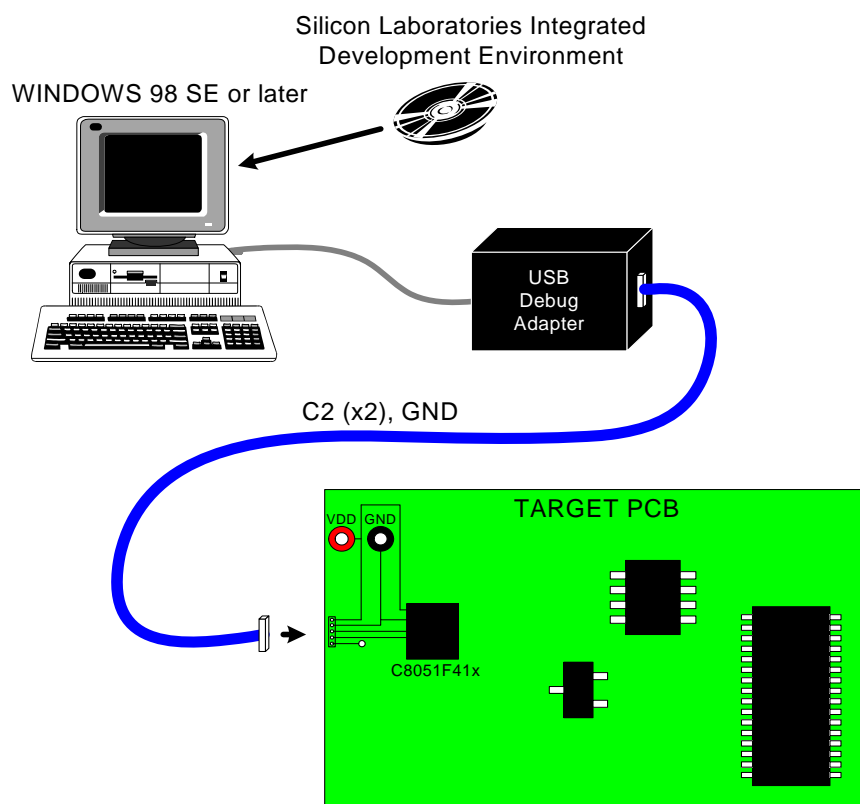 Silicon Laboratories Integrated
Development Environment
WINDOWS 98 SE or later
USB
Debug
Adapter
C2 (x2), GND
TARGET PCB
VDD
GND
C8051F41x